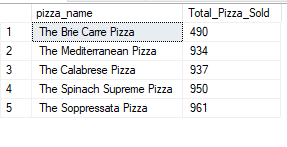 pizza_name Total_Pizza_Sold
1 The Brie Carre Pizza 490
2 The Mediterranean Pizza 934
3 The Calabrese Pizza 937
4 The Spinach Supreme Pizza 950
5 The Soppressata Pizza 961